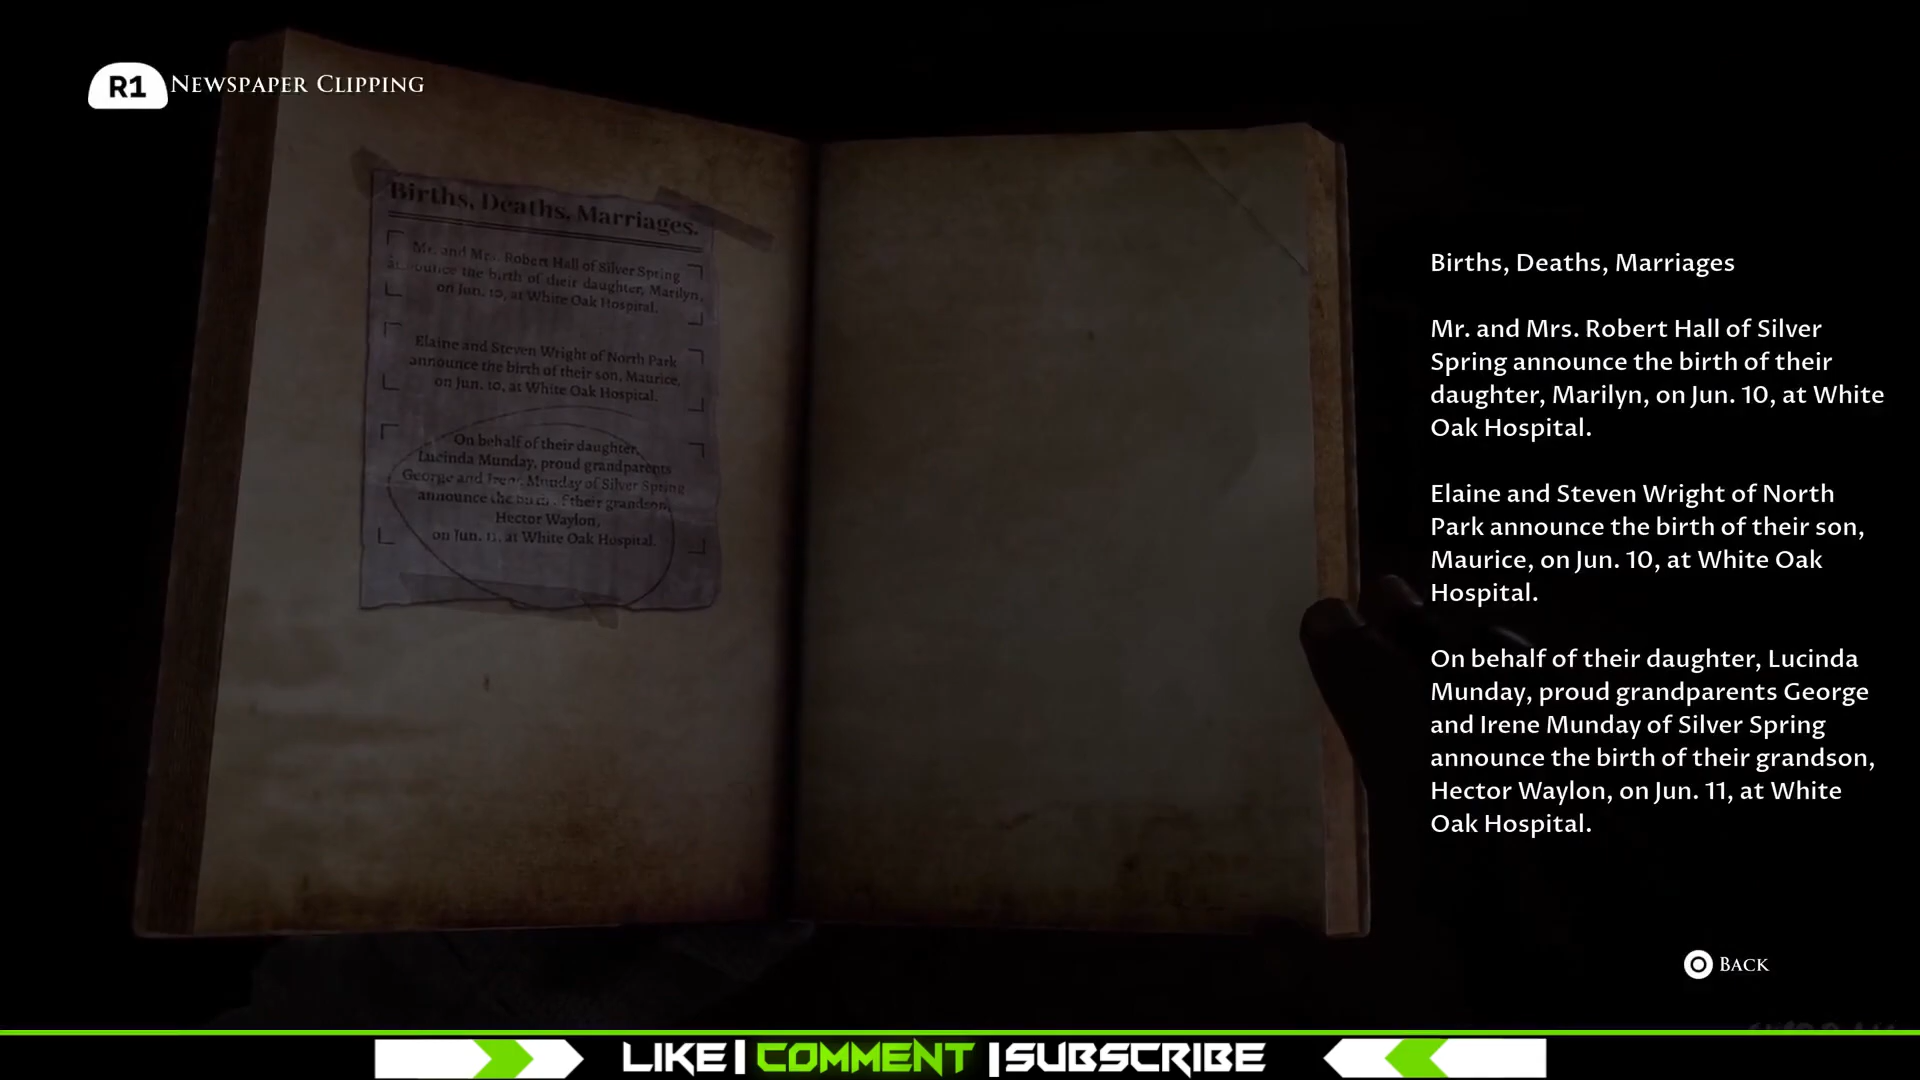 R1 Newspaper Clipping
Births, Deaths, Marriages.
Mr. and Mrs. Robert Hall of Silver Spring
announce the birth of their daughter, Marilyn,
on Jun. 10, at White Oak Hospital.
Elaine and Steven Wright of North Park
announce the birth of their son, Maurice,
on Jun. 10, at White Oak Hospital.
On behalf of their daughter,
Lucinda Munday, proud grandparents
George and Irene Munday of Silver Spring
announce the birth of their grandson,
Hector Waylon,
on Jun. 11, at White Oak Hospital.
Births, Deaths, Marriages
Mr. and Mrs. Robert Hall of Silver
Spring announce the birth of their
daughter, Marilyn, on Jun. 10, at White
Oak Hospital.
Elaine and Steven Wright of North
Park announce the birth of their son,
Maurice, on Jun. 10, at White Oak
Hospital.
On behalf of their daughter, Lucinda
Munday, proud grandparents George
and Irene Munday of Silver Spring
announce the birth of their grandson,
Hector Waylon, on Jun. 11, at White
Oak Hospital.
Back
LIKE | COMMENT | SUBSCRIBE